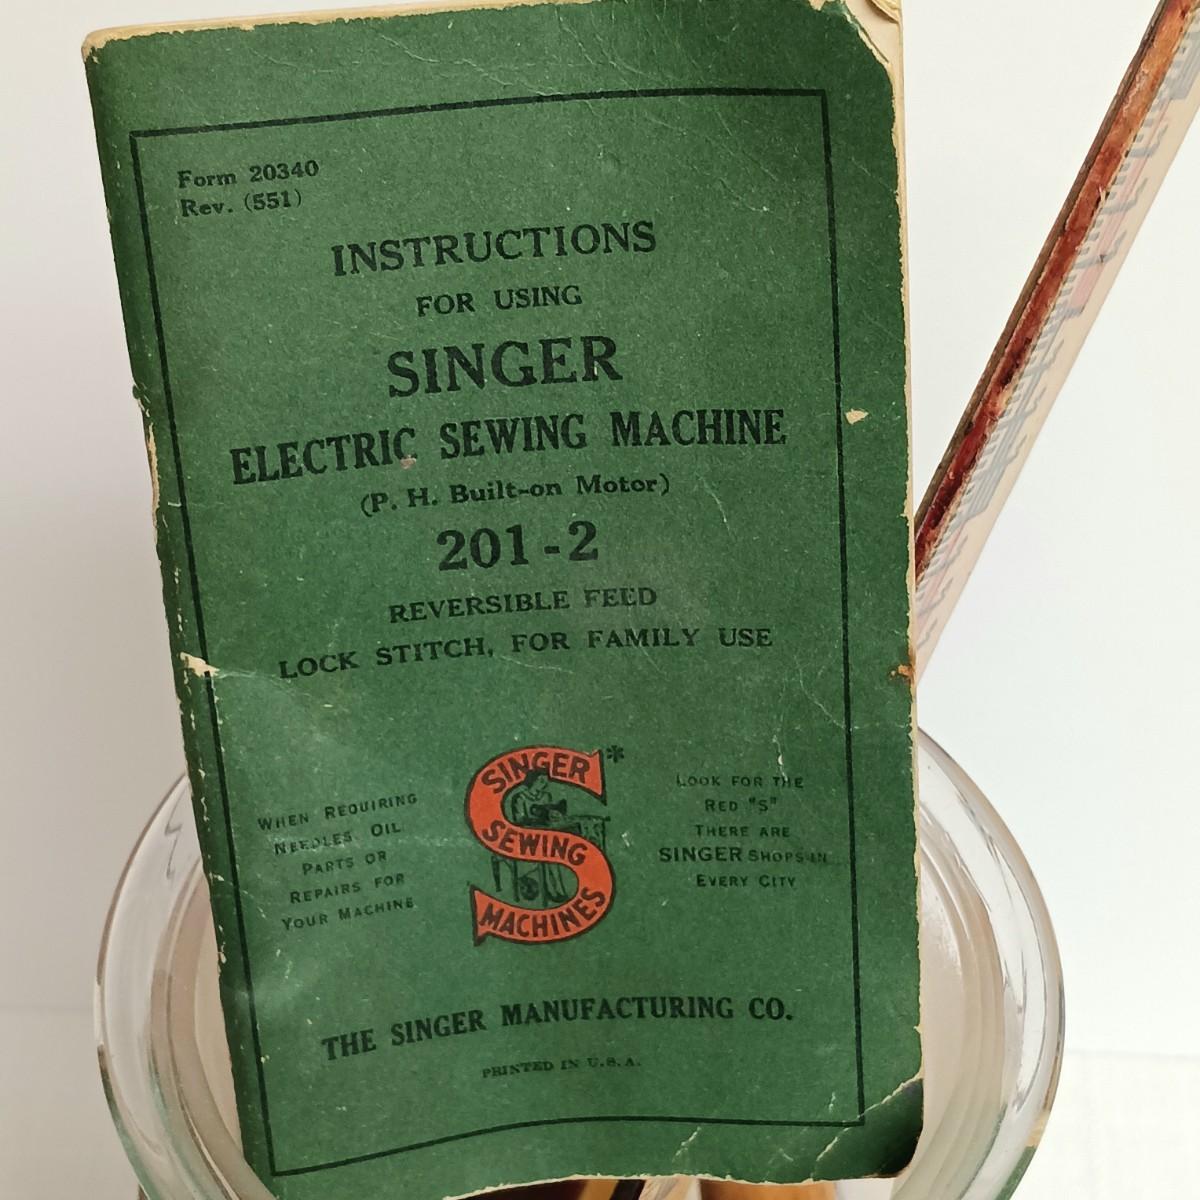 Form 20340
Rev. (551)
INSTRUCTIONS
FOR USING
SINGER
ELECTRIC SEWING MACHINE
(P. H. Built-on Motor)
201-2
REVERSIBLE FEED
LOCK STITCH, FOR FAMILY USE
WHEN REQUIRING
NEEDLES, OIL
PARTS OR
REPAIRS FOR
YOUR MACHINE
SINGER*
SEWING
MACHINES
LOOK FOR THE
RED "S"
THERE ARE
SINGER SHOPS IN
EVERY CITY
THE SINGER MANUFACTURING CO.
PRINTED IN U.S.A.